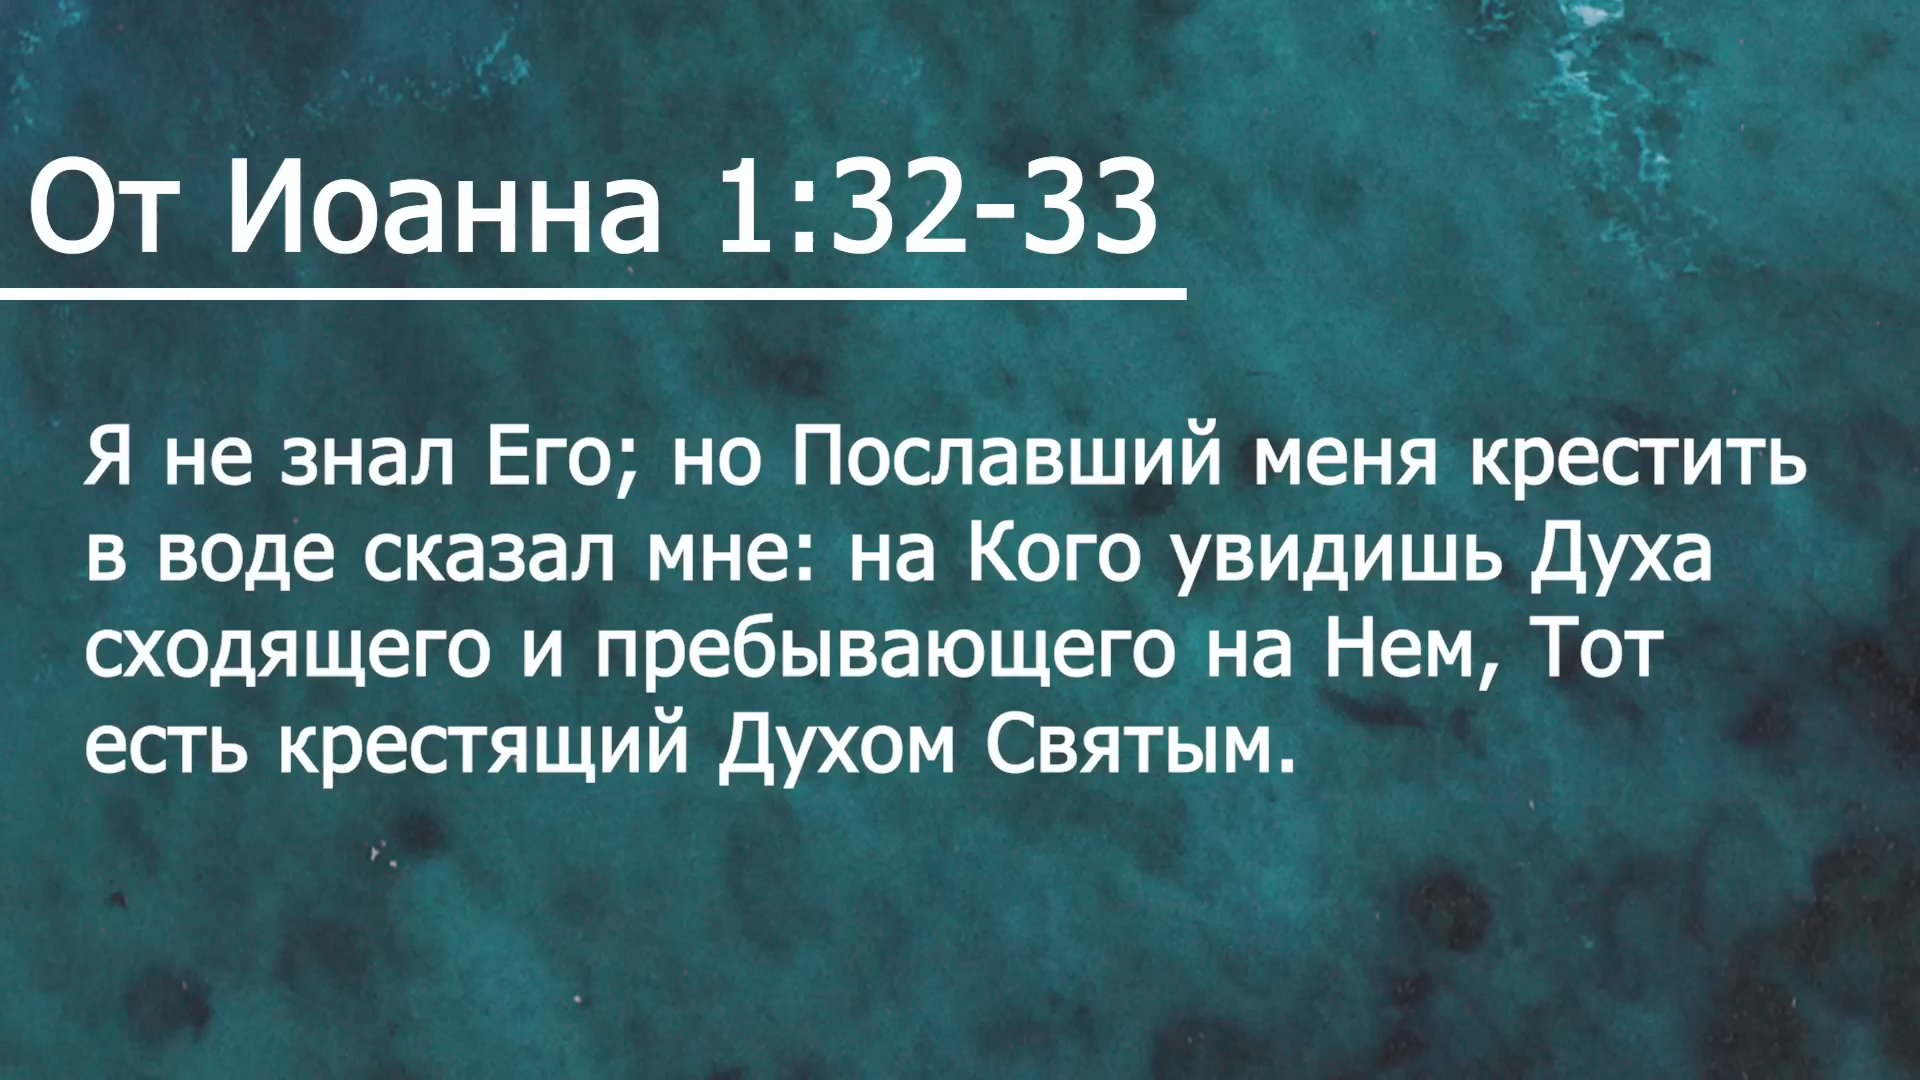 От Иоанна 1:32-33
Я не знал Его; но Пославший меня крестить
в воде сказал мне: на Кого увидишь Духа
сходящего и пребывающего на Нем, Тот
есть крестящий Духом Святым.